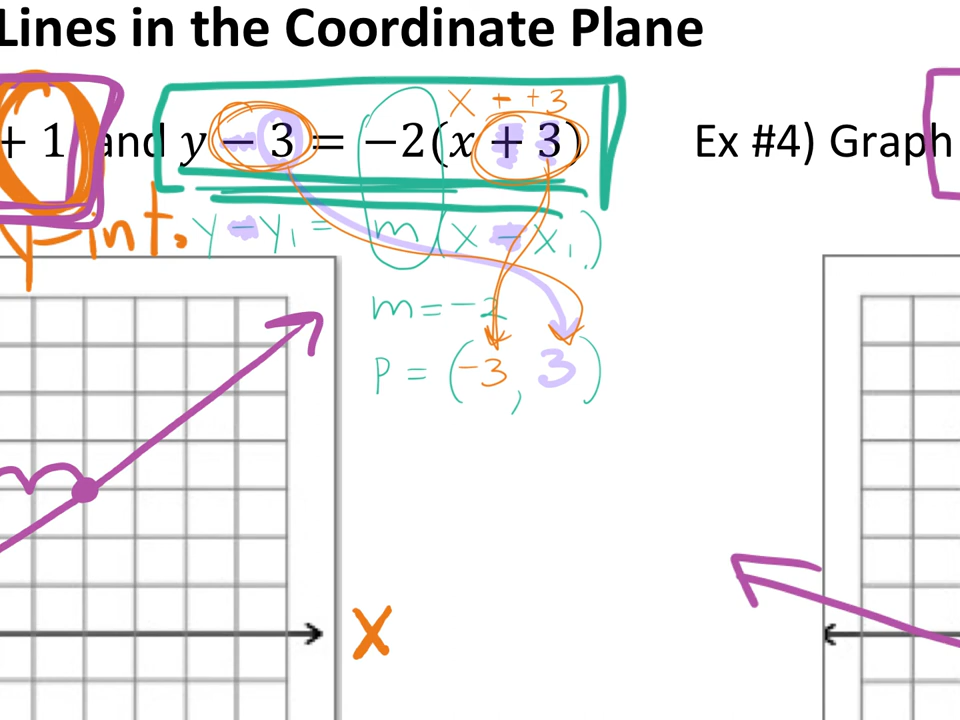 Lines in the Coordinate Plane
x - +3
+ 1 and y − 3 = −2(x + 3) Ex #4) Graph
y-int.
y - y₁ = m(x - x₁)
m = -2
P = (-3, 3)
X